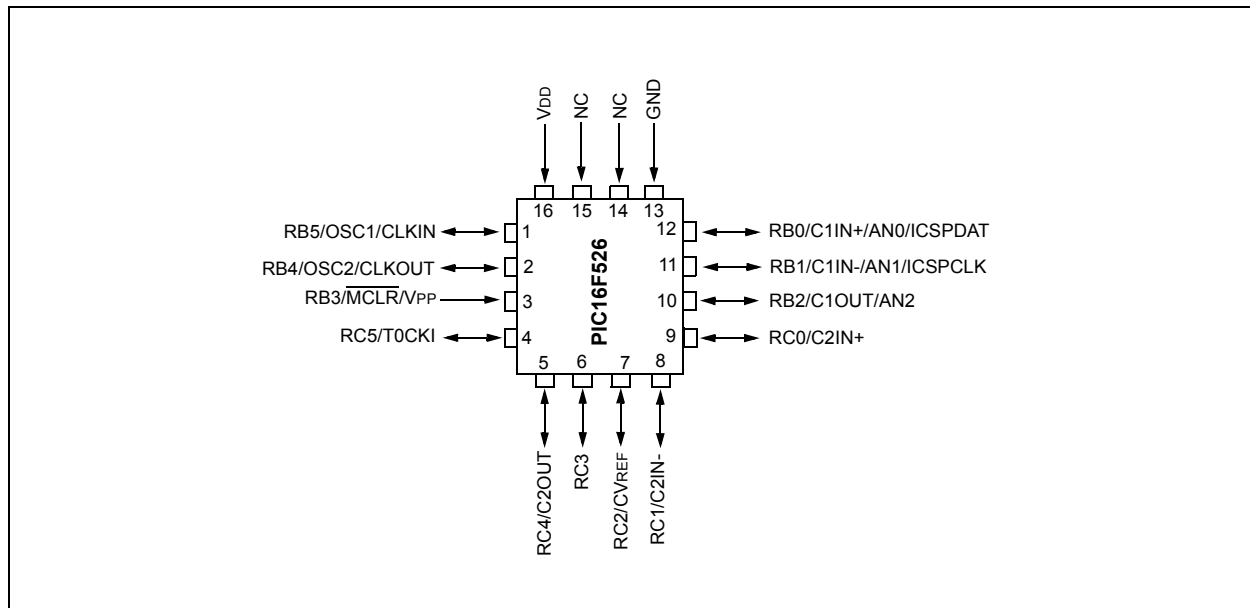 VDD
NC
NC
GND
16
15
14
13
RB5/OSC1/CLKIN
1
12
RB0/C1IN+/AN0/ICSPDAT
RB4/OSC2/CLKOUT
2
11
RB1/C1IN-/AN1/ICSPCLK
RB3/MCLR/VPP
3
10
RB2/C1OUT/AN2
RC5/T0CKI
4
9
RC0/C2IN+
PIC16F526
5
6
7
8
RC4/C2OUT
RC3
RC2/CVREF
RC1/C2IN-